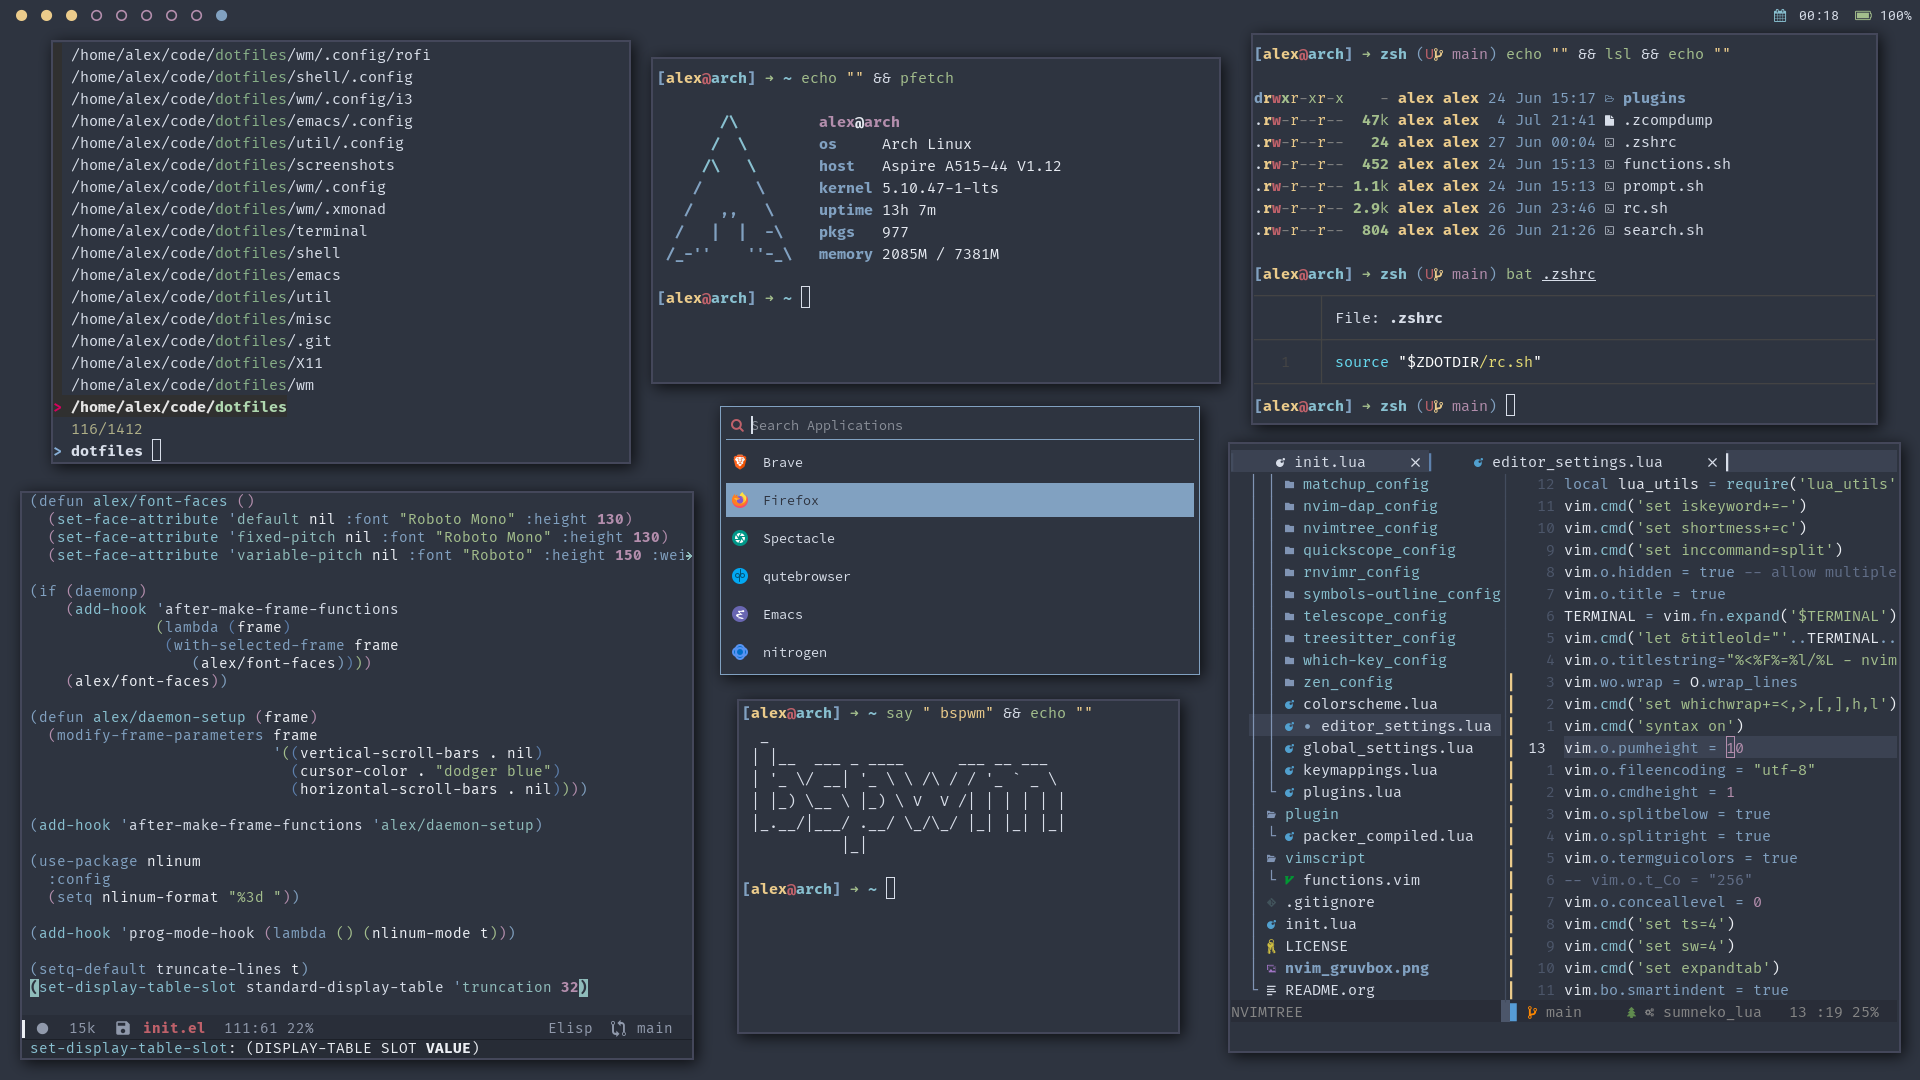 00:18 100%
/home/alex/code/dotfiles/wm/.config/rofi
/home/alex/code/dotfiles/shell/.config
/home/alex/code/dotfiles/wm/.config/i3
/home/alex/code/dotfiles/emacs/.config
/home/alex/code/dotfiles/util/.config
/home/alex/code/dotfiles/screenshots
/home/alex/code/dotfiles/wm/.config
/home/alex/code/dotfiles/wm/.xmonad
/home/alex/code/dotfiles/terminal
/home/alex/code/dotfiles/shell
/home/alex/code/dotfiles/emacs
/home/alex/code/dotfiles/util
/home/alex/code/dotfiles/misc
/home/alex/code/dotfiles/.git
/home/alex/code/dotfiles/X11
/home/alex/code/dotfiles/wm
> /home/alex/code/dotfiles
116/1412
> dotfiles
[alex@arch] → ~ echo "" && pfetch
alex@arch
os Arch Linux
host Aspire A515-44 V1.12
kernel 5.10.47-1-lts
uptime 13h 7m
pkgs 977
memory 2085M / 7381M
[alex@arch] → ~
[alex@arch] → zsh (U main) echo "" && lsl && echo ""
drwxr-xr-x - alex alex 24 Jun 15:17 plugins
.rw-r--r-- 47k alex alex 4 Jul 21:41 .zcompdump
.rw-r--r-- 24 alex alex 27 Jun 00:04 .zshrc
.rw-r--r-- 452 alex alex 24 Jun 15:13 functions.sh
.rw-r--r-- 1.1k alex alex 24 Jun 15:13 prompt.sh
.rw-r--r-- 2.9k alex alex 26 Jun 23:46 rc.sh
.rw-r--r-- 804 alex alex 26 Jun 21:26 search.sh
[alex@arch] → zsh (U main) bat .zshrc
File: .zshrc
1 source "$ZDOTDIR/rc.sh"
[alex@arch] → zsh (U main)
Search Applications
Brave
Firefox
Spectacle
qutebrowser
Emacs
nitrogen
(defun alex/font-faces ()
(set-face-attribute 'default nil :font "Roboto Mono" :height 130)
(set-face-attribute 'fixed-pitch nil :font "Roboto Mono" :height 130)
(set-face-attribute 'variable-pitch nil :font "Roboto" :height 150 :wei→
(if (daemonp)
(add-hook 'after-make-frame-functions
(lambda (frame)
(with-selected-frame frame
(alex/font-faces))))
(alex/font-faces))
(defun alex/daemon-setup (frame)
(modify-frame-parameters frame
'((vertical-scroll-bars . nil)
(cursor-color . "dodger blue")
(horizontal-scroll-bars . nil))))
(add-hook 'after-make-frame-functions 'alex/daemon-setup)
(use-package nlinum
:config
(setq nlinum-format "%3d "))
(add-hook 'prog-mode-hook (lambda () (nlinum-mode t)))
(setq-default truncate-lines t)
(set-display-table-slot standard-display-table 'truncation 32)
15k init.el 111:61 22% Elisp main
set-display-table-slot: (DISPLAY-TABLE SLOT VALUE)
[alex@arch] → ~ say " bspwm" && echo ""
bspwm
[alex@arch] → ~
init.lua × editor_settings.lua ×
matchup_config
nvim-dap_config
nvimtree_config
quickscope_config
rnvimr_config
symbols-outline_config
telescope_config
treesitter_config
which-key_config
zen_config
colorscheme.lua
• editor_settings.lua
global_settings.lua
keymappings.lua
plugins.lua
plugin
packer_compiled.lua
vimscript
functions.vim
.gitignore
init.lua
LICENSE
nvim_gruvbox.png
README.org
12 local lua_utils = require('lua_utils'
11 vim.cmd('set iskeyword+=-')
10 vim.cmd('set shortmess+=c')
9 vim.cmd('set inccommand=split')
8 vim.o.hidden = true -- allow multiple
7 vim.o.title = true
6 TERMINAL = vim.fn.expand('$TERMINAL')
5 vim.cmd('let &titleold="'..TERMINAL..
4 vim.o.titlestring="%<%F%=%l/%L - nvim
3 vim.wo.wrap = O.wrap_lines
2 vim.cmd('set whichwrap+=<,>,[,],h,l')
1 vim.cmd('syntax on')
13 vim.o.pumheight = 10
1 vim.o.fileencoding = "utf-8"
2 vim.o.cmdheight = 1
3 vim.o.splitbelow = true
4 vim.o.splitright = true
5 vim.o.termguicolors = true
6 -- vim.o.t_Co = "256"
7 vim.o.conceallevel = 0
8 vim.cmd('set ts=4')
9 vim.cmd('set sw=4')
10 vim.cmd('set expandtab')
11 vim.bo.smartindent = true
NVIMTREE main sumneko_lua 13 :19 25%